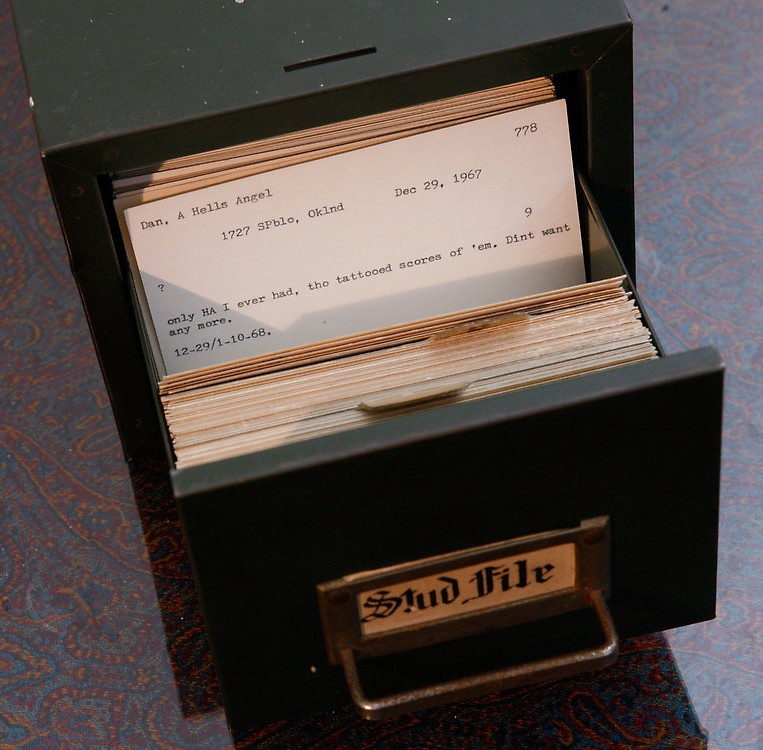 778
Dan, A Hells Angel Dec 29, 1967
1727 SPblo, Oklnd
9
?
only HA I ever had, tho tattooed scores of 'em. Dint want
any more.
12-29/1-10-68.
Stud File